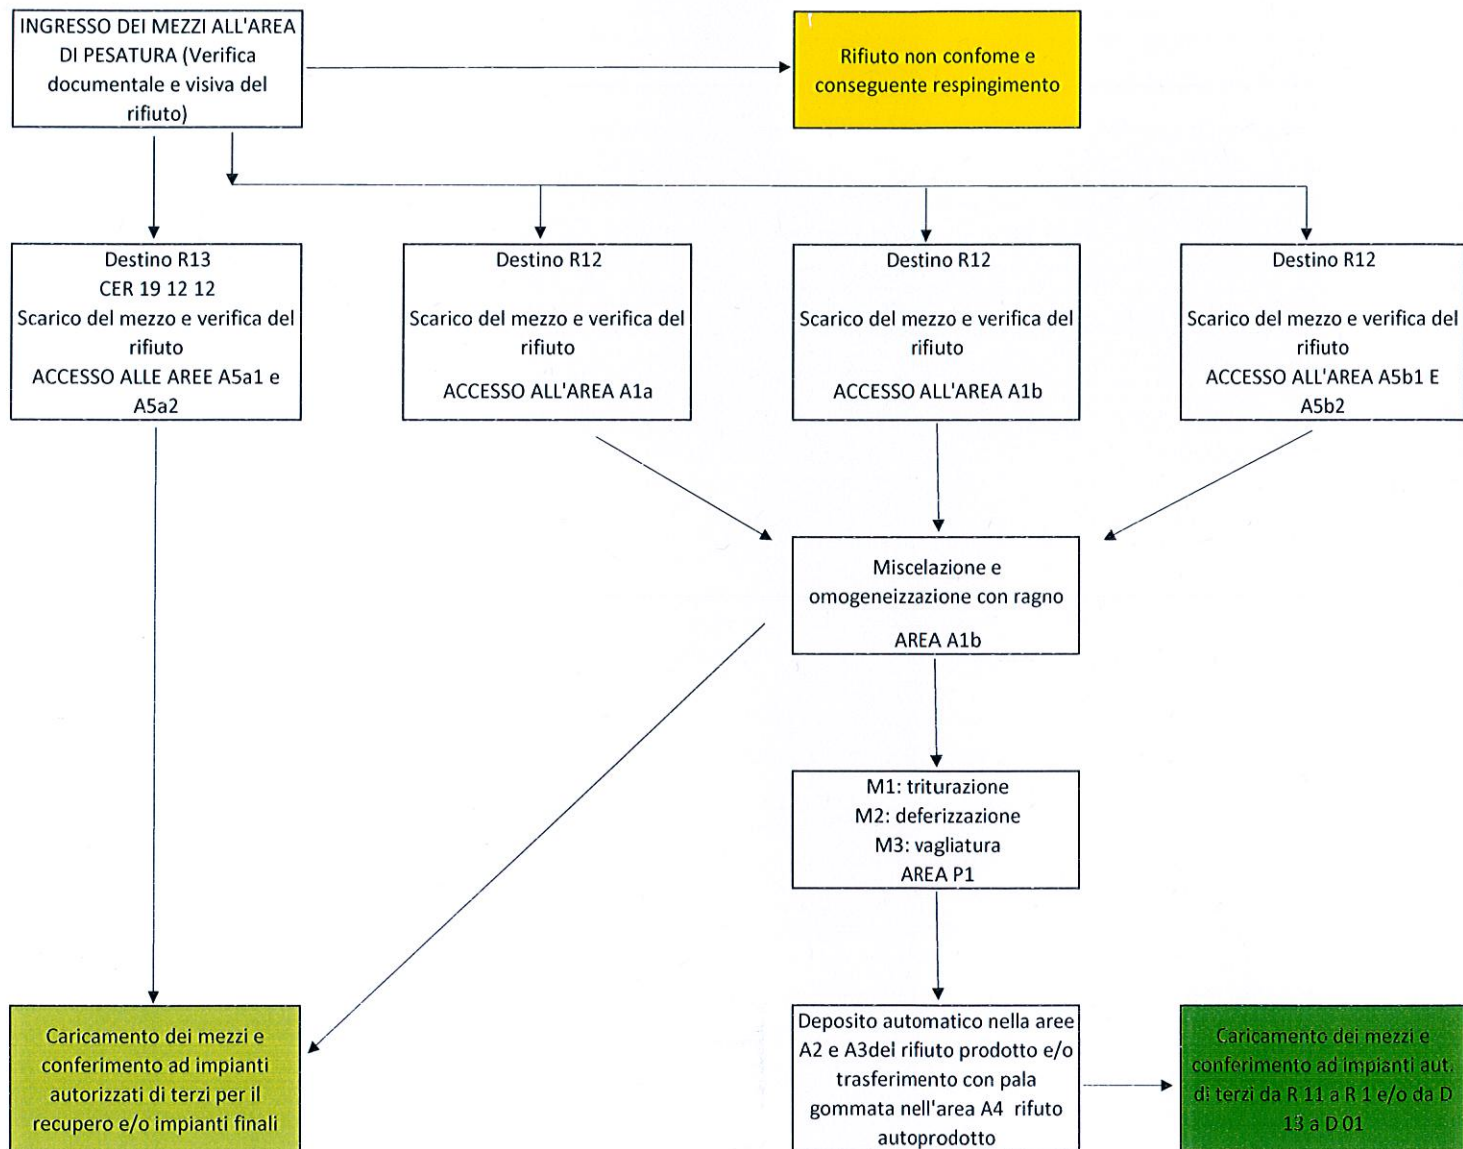 INGRESSO DEI MEZZI ALL'AREA
DI PESATURA (Verifica
documentale e visiva del
rifiuto)
Rifiuto non confome e
conseguente respingimento
Destino R13
CER 19 12 12
Scarico del mezzo e verifica del
rifiuto
ACCESSO ALLE AREE A5a1 e
A5a2
Destino R12
Scarico del mezzo e verifica del
rifiuto
ACCESSO ALL'AREA A1a
Destino R12
Scarico del mezzo e verifica del
rifiuto
ACCESSO ALL'AREA A1b
Destino R12
Scarico del mezzo e verifica del
rifiuto
ACCESSO ALL'AREA A5b1 E
A5b2
Miscelazione e
omogeneizzazione con ragno
AREA A1b
M1: triturazione
M2: deferizzazione
M3: vagliatura
AREA P1
Caricamento dei mezzi e
conferimento ad impianti
autorizzati di terzi per il
recupero e/o impianti finali
Deposito automatico nella aree
A2 e A3del rifiuto prodotto e/o
trasferimento con pala
gommata nell'area A4 rifuto
autoprodotto
Caricamento dei mezzi e
conferimento ad impianti aut.
di terzi da R 11 a R 1 e/o da D
13 a D 01